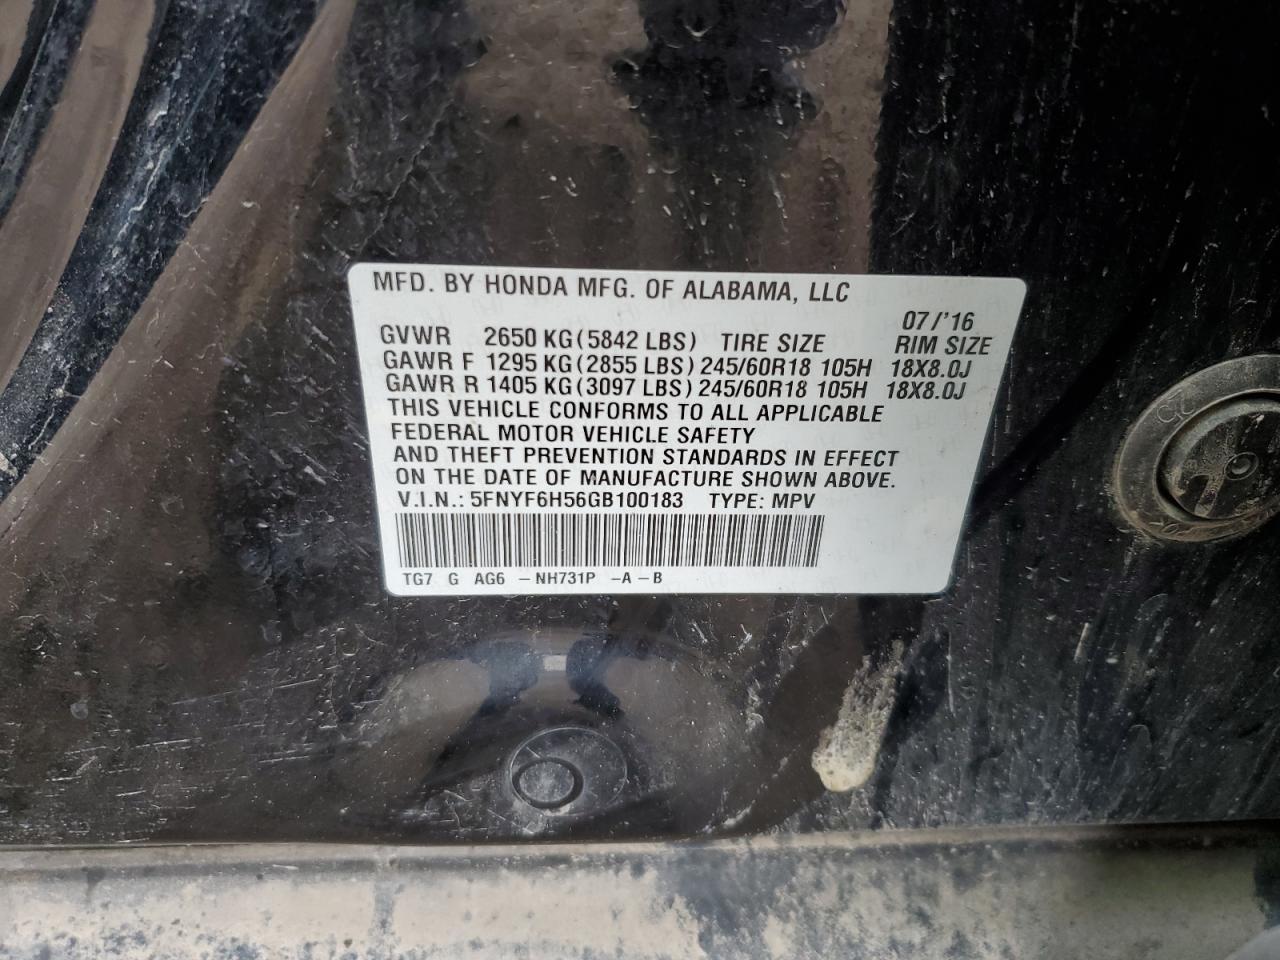 MFD. BY HONDA MFG. OF ALABAMA, LLC
07/'16
GVWR 2650 KG(5842 LBS) TIRE SIZE RIM SIZE
GAWR F 1295 KG(2855 LBS)245/60R18 105H 18X8.0J
GAWR R 1405 KG(3097 LBS)245/60R18 105H 18X8.0J
THIS VEHICLE CONFORMS TO ALL APPLICABLE
FEDERAL MOTOR VEHICLE SAFETY
AND THEFT PREVENTION STANDARDS IN EFFECT
ON THE DATE OF MANUFACTURE SHOWN ABOVE.
V.I.N.: 5FNYF6H56GB100183 TYPE: MPV
TG7 G AG6 -NH731P -A-B